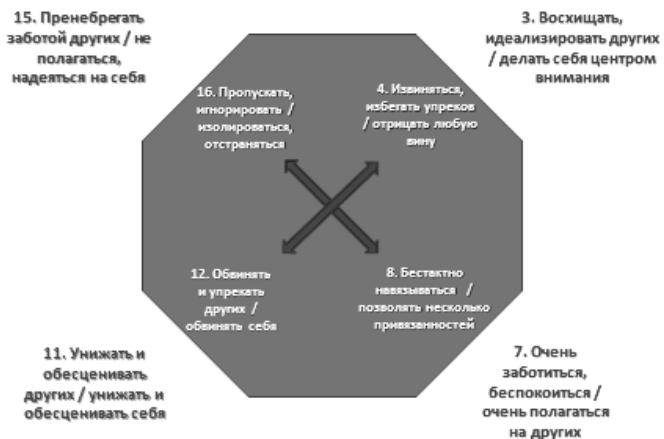 15. Пренебрегать
заботой других / не
полагаться,
надеяться на себя
3. Восхищать,
идеализировать других
/ делать себя центром
внимания
16. Пропускать,
игнорировать /
изолироваться,
отстраняться
4. Извиняться,
избегать упреков
/ отрицать любую
вину
12. Обвинять
и упрекать
других /
обвинять себя
8. Бестактно
навязываться /
позволять несколько
привязанностей
11. Унижать и
обесценивать
других / унижать и
обесценивать себя
7. Очень
заботиться,
беспокоиться /
очень полагаться
на других